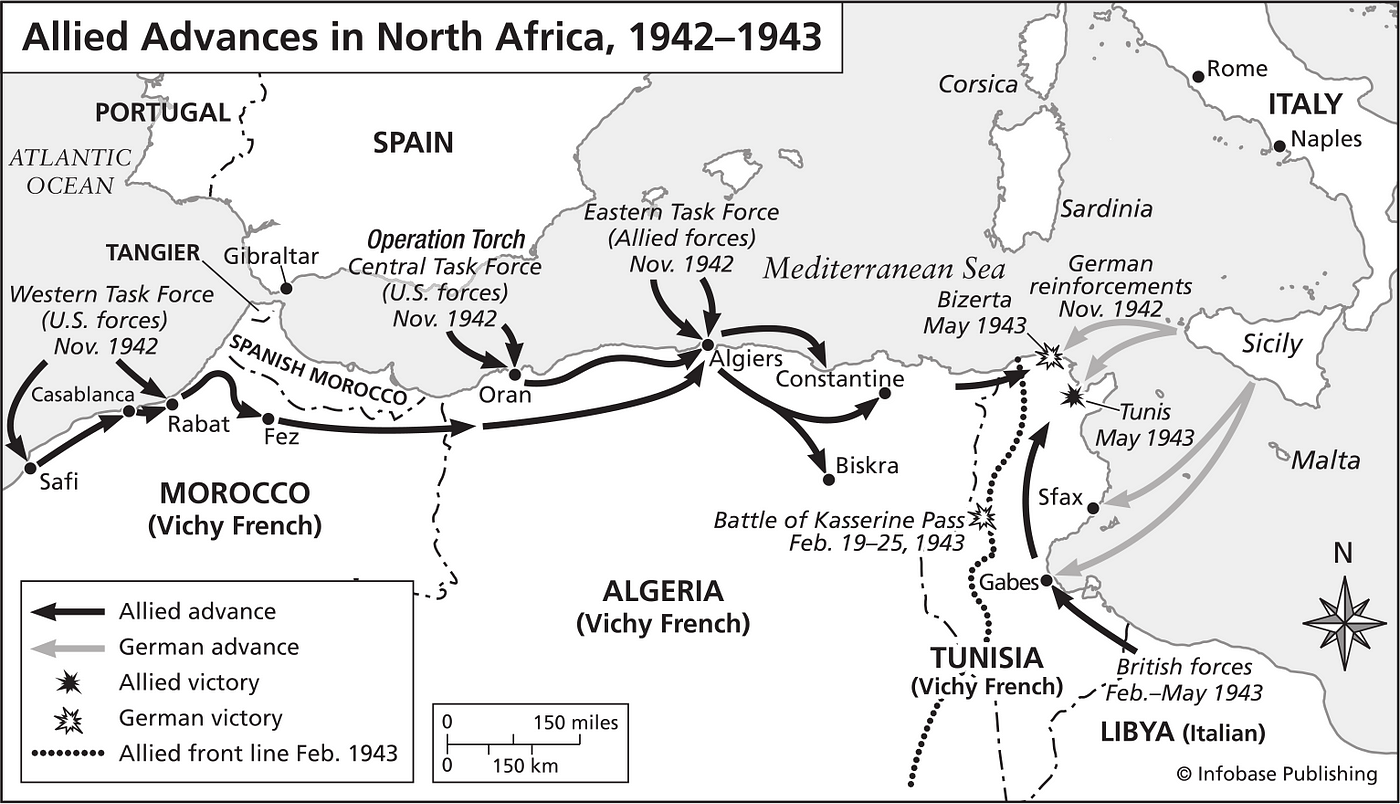 Allied Advances in North Africa, 1942–1943
PORTUGAL
SPAIN
ATLANTIC
OCEAN
Corsica
Rome
ITALY
Naples
Sardinia
TANGIER
Gibraltar
Operation Torch
Central Task Force
(U.S. forces)
Nov. 1942
Eastern Task Force
(Allied forces)
Nov. 1942
Mediterranean Sea
Western Task Force
(U.S. forces)
Nov. 1942
German
reinforcements
Nov. 1942
Bizerta
May 1943
Sicily
SPANISH MOROCCO
Casablanca
Rabat
Fez
Safi
Oran
Algiers
Constantine
Biskra
Tunis
May 1943
Malta
Sfax
MOROCCO
(Vichy French)
Battle of Kasserine Pass
Feb. 19–25, 1943
Gabes
ALGERIA
(Vichy French)
TUNISIA
(Vichy French)
British forces
Feb.–May 1943
LIBYA (Italian)
N
Allied advance
German advance
Allied victory
German victory
Allied front line Feb. 1943
0 150 miles
0 150 km
© Infobase Publishing